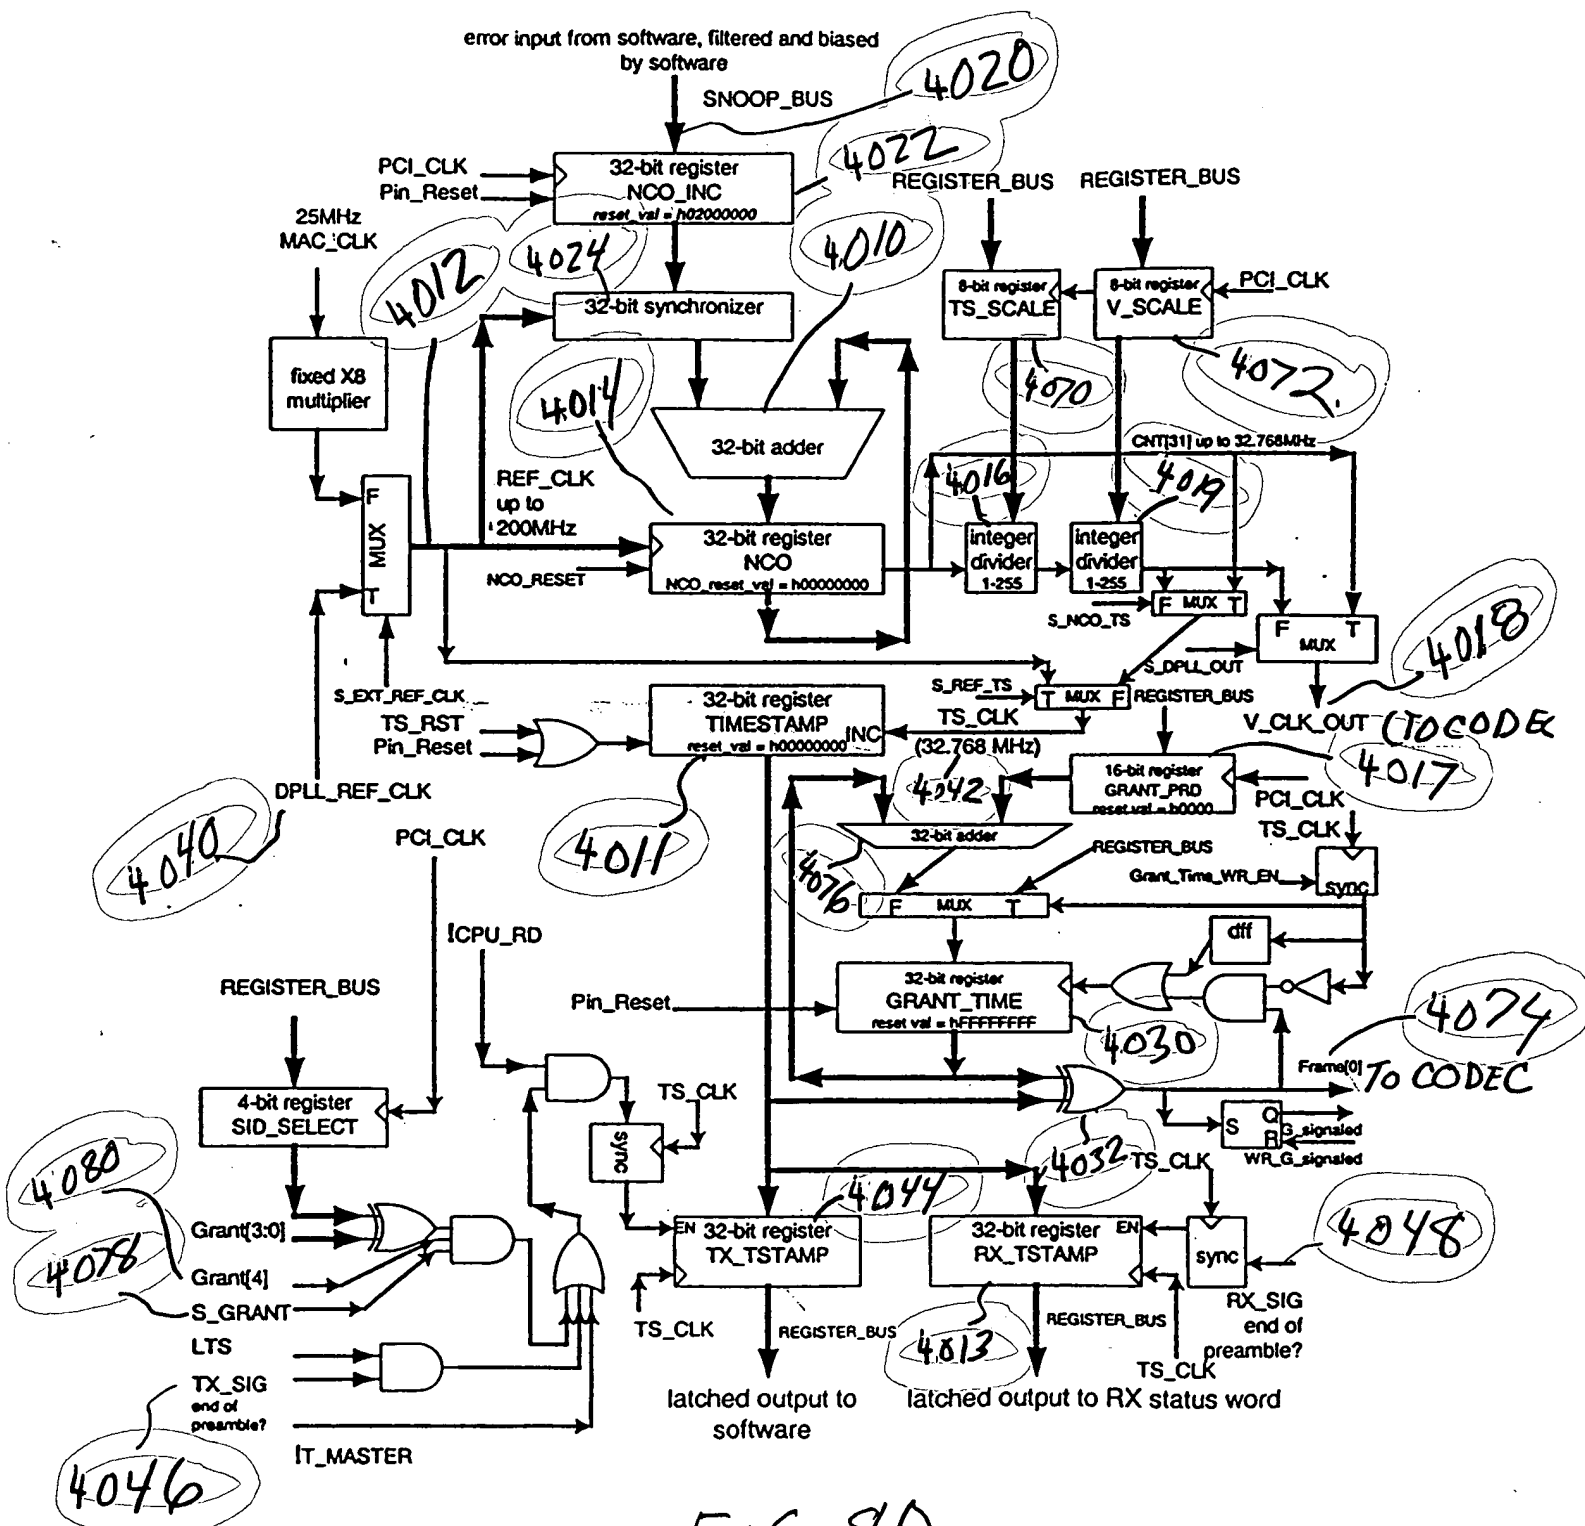 error input from software, filtered and biased
by software
SNOOP_BUS
4020
PCI_CLK
Pin_Reset
32-bit register
NCO_INC
reset_val = h02000000
4022
REGISTER_BUS
REGISTER_BUS
25MHz
MAC_CLK
4012
4024
4010
32-bit synchronizer
8-bit register
TS_SCALE
8-bit register
V_SCALE
PCI_CLK
fixed X8
multiplier
4014
4070
4072
32-bit adder
CNT[31] up to 32.768MHz
F
MUX
T
REF_CLK
up to
200MHz
4016
4019
32-bit register
NCO
NCO_reset_val = h00000000
NCO_RESET
integer
divider
1-255
integer
divider
1-255
F MUX T
S_NCO_TS
F T
MUX
S_DPLL_OUT
4018
S_EXT_REF_CLK
TS_RST
Pin_Reset
32-bit register
TIMESTAMP
reset_val = h00000000
INC
S_REF_TS
T MUX F
REGISTER_BUS
TS_CLK
(32.768 MHz)
V_CLK_OUT (TO CODEC
4017
DPLL_REF_CLK
4040
4011
4042
16-bit register
GRANT_PRD
reset val = h0000
PCI_CLK
TS_CLK
PCI_CLK
32-bit adder
REGISTER_BUS
4076
Grant_Time_WR_EN
sync
F MUX T
!CPU_RD
dff
REGISTER_BUS
Pin_Reset
32-bit register
GRANT_TIME
reset val = hFFFFFFFF
4030
4074
Frame[0]
TO CODEC
4-bit register
SID_SELECT
TS_CLK
sync
S Q
R
G_signaled
WR_G_signaled
4032
TS_CLK
4080
4044
4048
Grant[3:0]
4078
Grant[4]
S_GRANT
EN
32-bit register
TX_TSTAMP
32-bit register
RX_TSTAMP
EN
sync
TS_CLK
REGISTER_BUS
4013
REGISTER_BUS
TS_CLK
RX_SIG
end of
preamble?
LTS
TX_SIG
end of
preamble?
!T_MASTER
4046
latched output to
software
latched output to RX status word